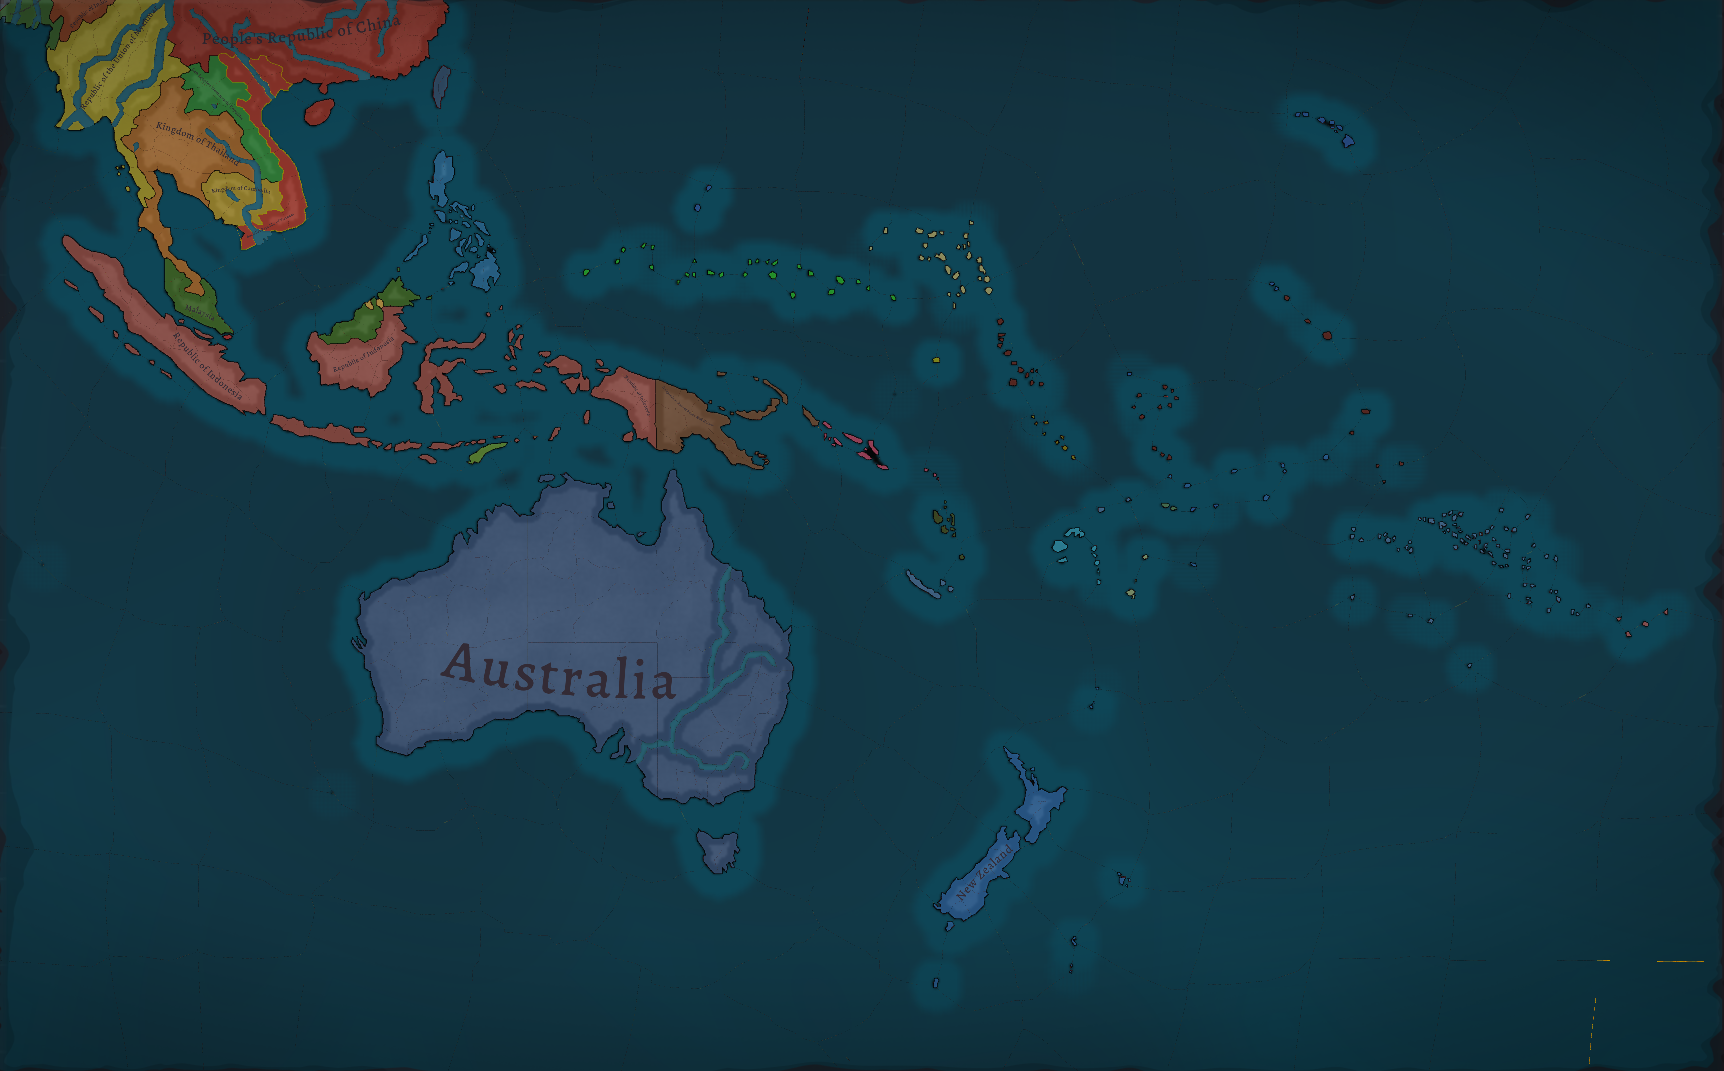 People's Republic of China
Republic of the Union of
Kingdom of Thailand
Kingdom of Cambodia
Malaysia
Republic of Indonesia
Republic of Indonesia
Australia
New Zealand